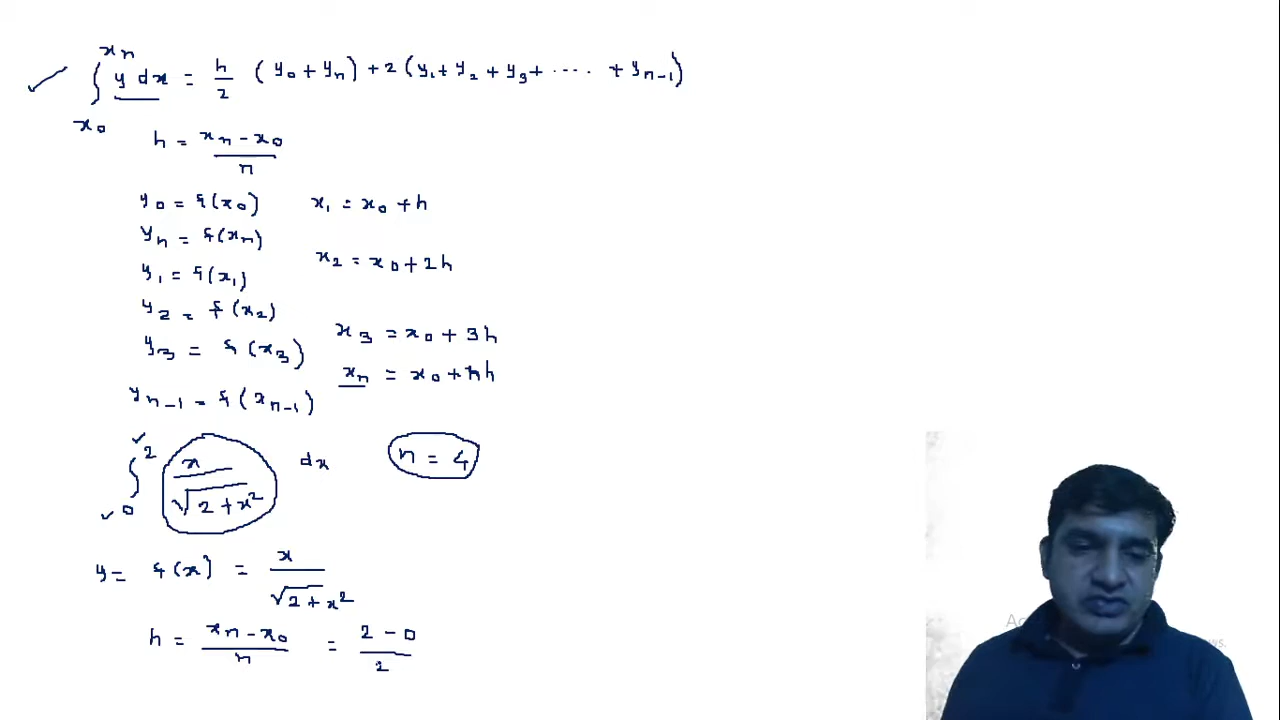 ∫_{x₀}^{xₙ} y dx = h/2 (y₀ + yₙ) + 2 (y₁ + y₂ + y₃ + .... + yₙ₋₁)
h = (xₙ − x₀)/n
y₀ = f(x₀) x₁ = x₀ + h
yₙ = f(xₙ)
x₂ = x₀ + 2h
y₁ = f(x₁)
y₂ = f(x₂)
x₃ = x₀ + 3h
y₃ = f(x₃)
xₙ = x₀ + nh
yₙ₋₁ = f(xₙ₋₁)
∫₀² x/√(2 + x²) dx n = 4
y = f(x) = x/√(2 + x²)
h = (xₙ − x₀)/n = (2 − 0)/2